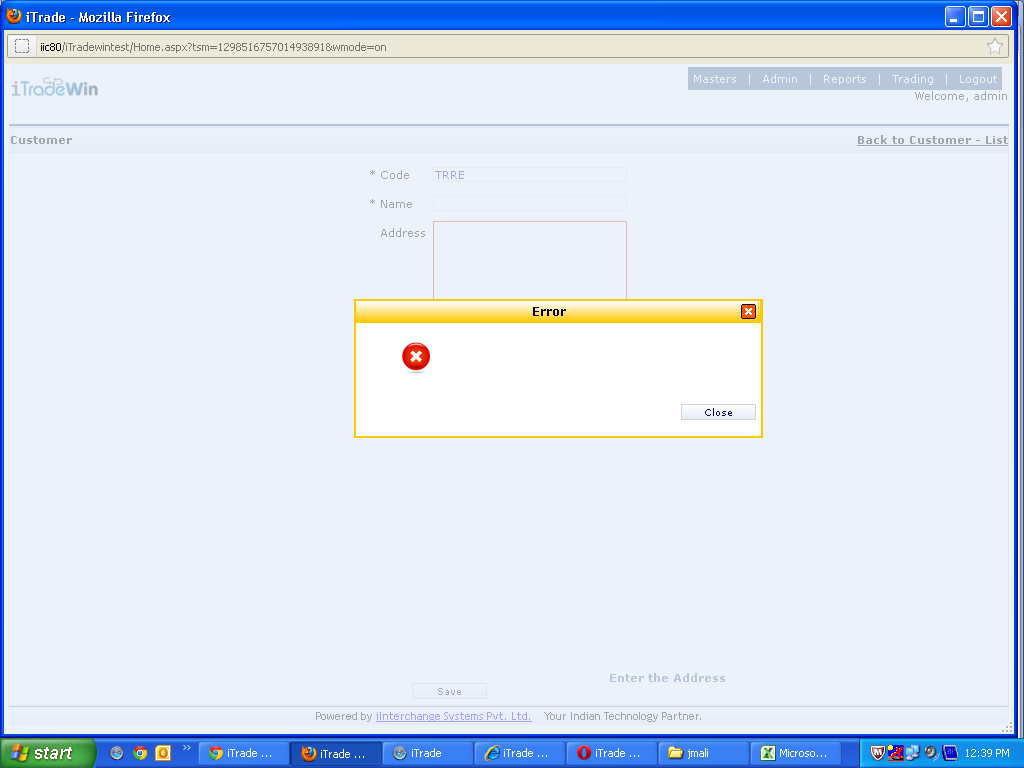 iTrade - Mozilla Firefox
iic80/iTradewintest/Home.aspx?tsm=129851675701493891&wmode=on
iTradeWin
Masters | Admin | Reports | Trading | Logout
Welcome, admin
Customer
Back to Customer - List
* Code TRRE
* Name
Address
Error
Close
Enter the Address
Save
Powered by iInterchange Systems Pvt. Ltd. Your Indian Technology Partner.
start
iTrade ...
iTrade ...
iTrade
iTrade ...
iTrade ...
jmali
Microso...
12:39 PM